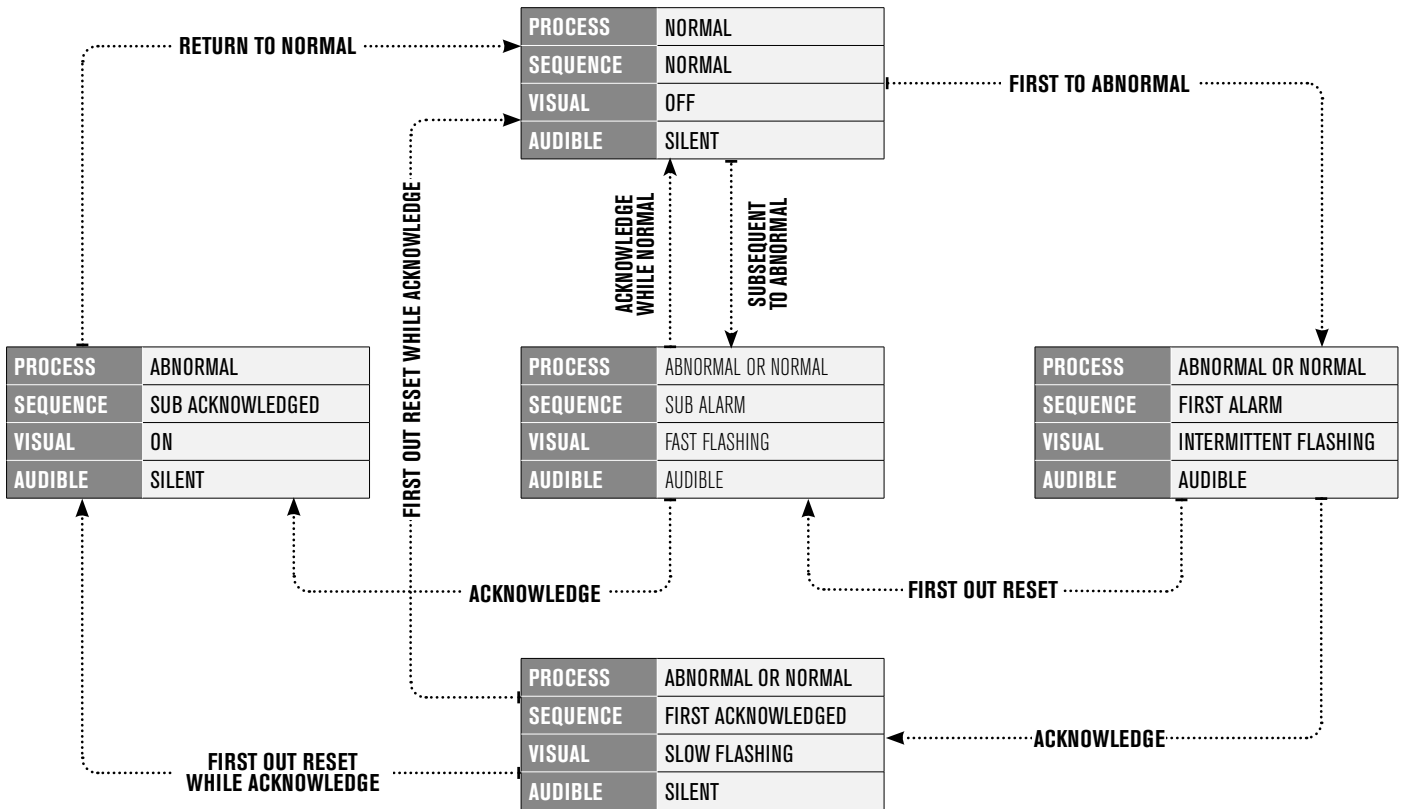 PROCESS NORMAL
SEQUENCE NORMAL
VISUAL OFF
AUDIBLE SILENT
RETURN TO NORMAL
FIRST TO ABNORMAL
FIRST OUT RESET WHILE ACKNOWLEDGE
ACKNOWLEDGE
WHILE NORMAL
SUBSEQUENT
TO ABNORMAL
PROCESS ABNORMAL
SEQUENCE SUB ACKNOWLEDGED
VISUAL ON
AUDIBLE SILENT
PROCESS ABNORMAL OR NORMAL
SEQUENCE SUB ALARM
VISUAL FAST FLASHING
AUDIBLE AUDIBLE
PROCESS ABNORMAL OR NORMAL
SEQUENCE FIRST ALARM
VISUAL INTERMITTENT FLASHING
AUDIBLE AUDIBLE
ACKNOWLEDGE
FIRST OUT RESET
PROCESS ABNORMAL OR NORMAL
SEQUENCE FIRST ACKNOWLEDGED
VISUAL SLOW FLASHING
AUDIBLE SILENT
ACKNOWLEDGE
FIRST OUT RESET
WHILE ACKNOWLEDGE